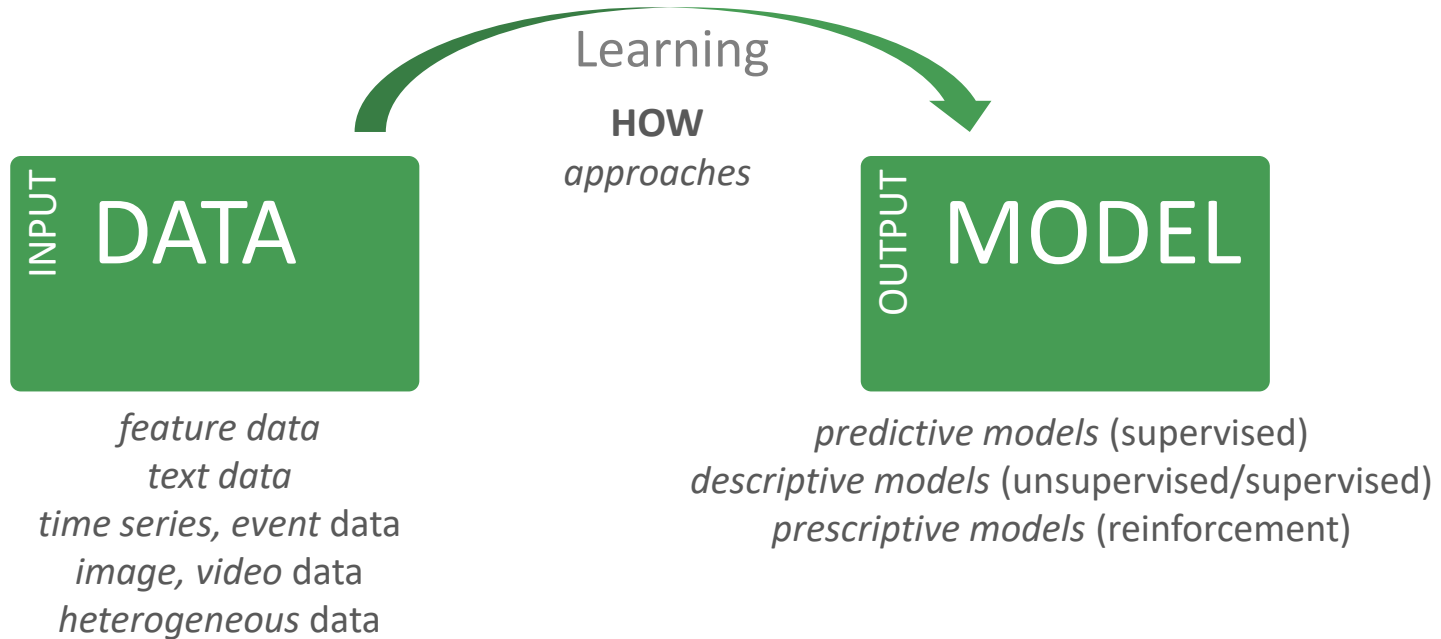 Learning
HOW
approaches
INPUT
DATA
feature data
text data
time series, event data
image, video data
heterogeneous data
OUTPUT
MODEL
predictive models (supervised)
descriptive models (unsupervised/supervised)
prescriptive models (reinforcement)